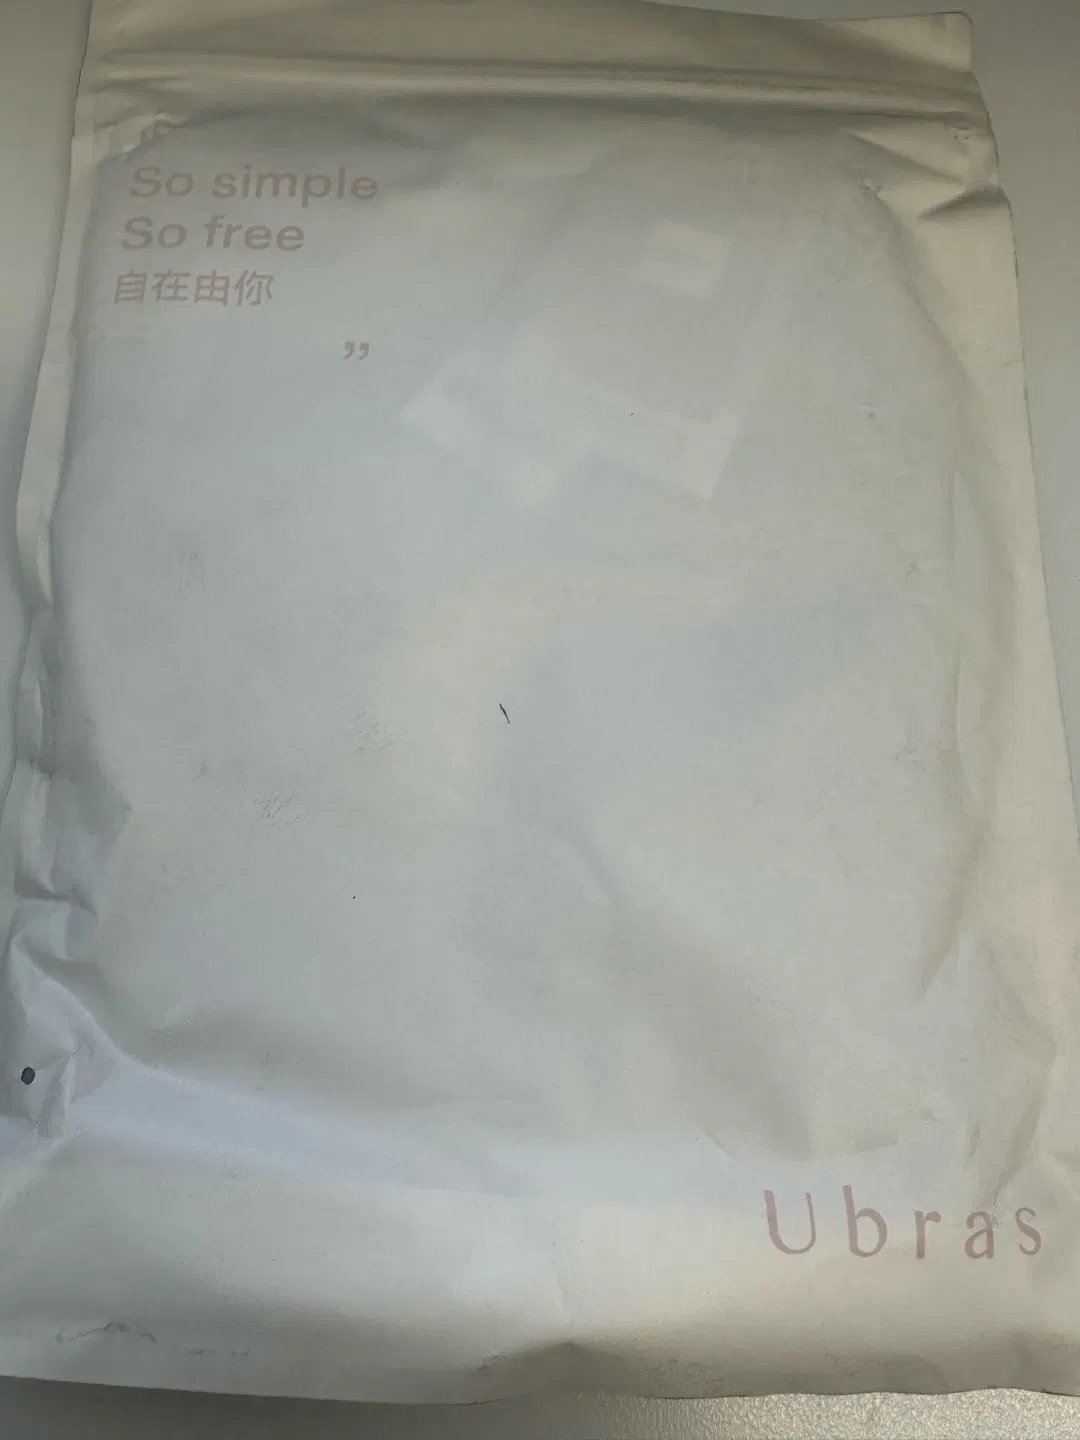 “
So simple
So free
自在由你
”
Ubras